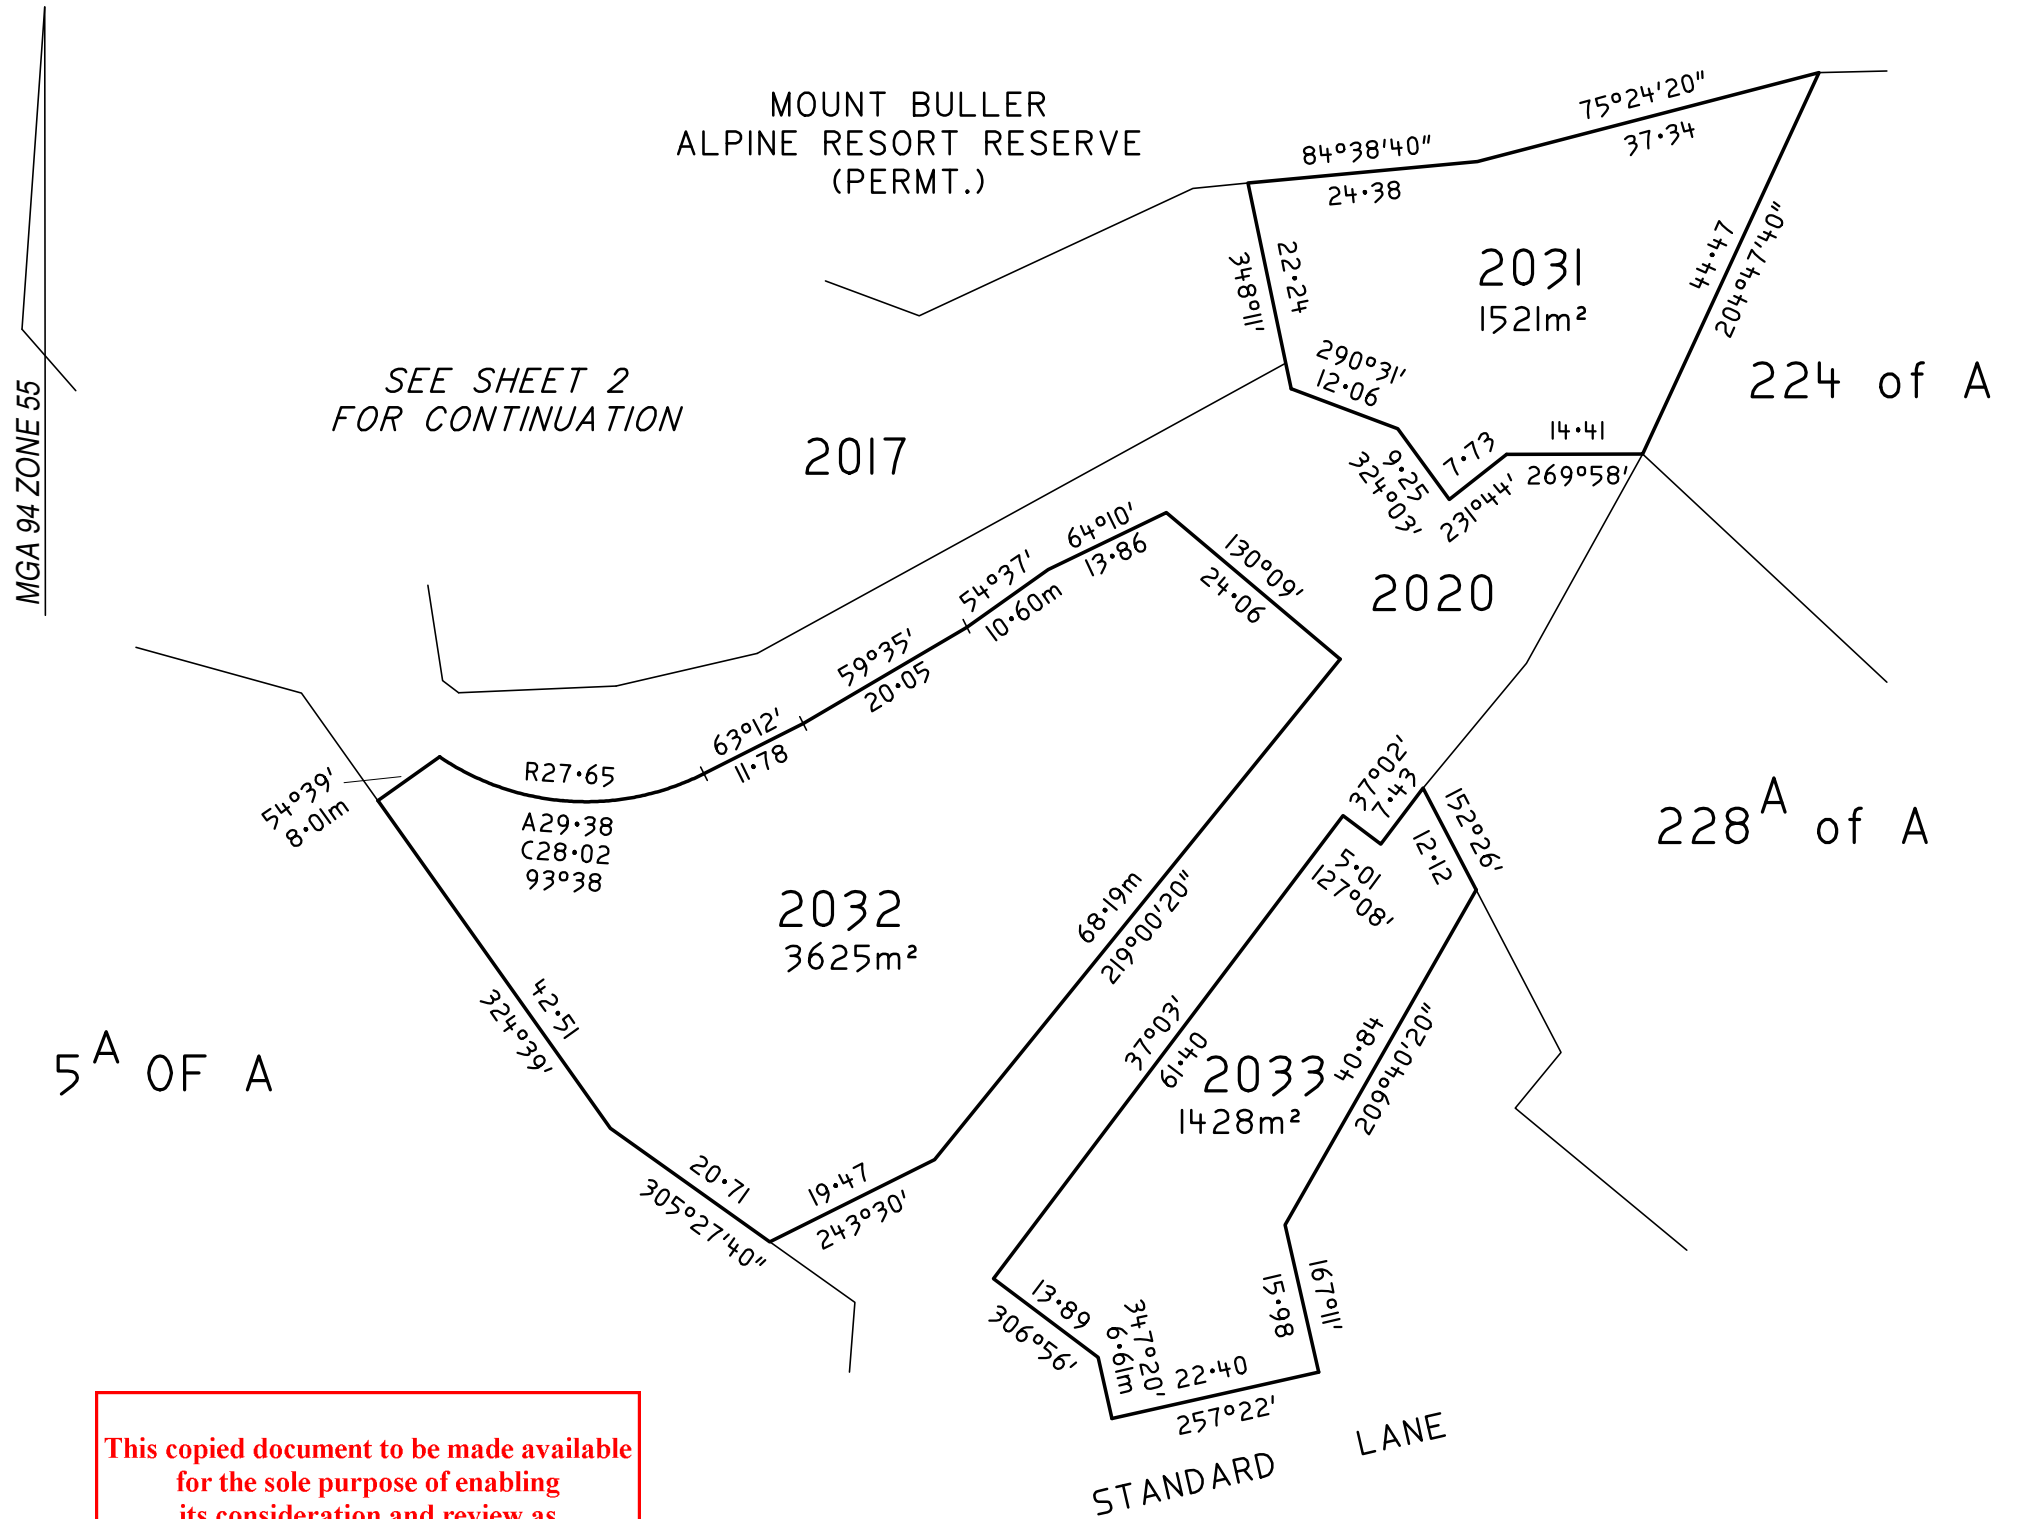 MOUNT BULLER
ALPINE RESORT RESERVE
(PERMT.)
75°24'20"
37·34
84°38'40"
24·38
22·24
348°11'
2031
1521m²
44·47
204°47'40"
290°31'
12·06
9·25
324°03'
7·73
231°44'
14·41
269°58'
224 of A
SEE SHEET 2
FOR CONTINUATION
MGA 94 ZONE 55
2017
2020
64°10'
13·86
130°09'
24·06
54°37'
10·60m
59°35'
20·05
63°12'
11·78
R27·65
A29·38
C28·02
93°38
54°39'
8·01m
2032
3625m²
68·19m
219°00'20"
42·51
324°39'
5A OF A
20·71
305°27'40"
19·47
243°30'
37°02'
7·43
5·01
127°08'
152°26'
12·12
228A of A
37°03'
61·40
2033
1428m²
40·84
209°40'20"
13·89
306°56'
347°20'
6·61m
15·98
167°11'
22·40
257°22'
STANDARD LANE
This copied document to be made available
for the sole purpose of enabling
its consideration and review as